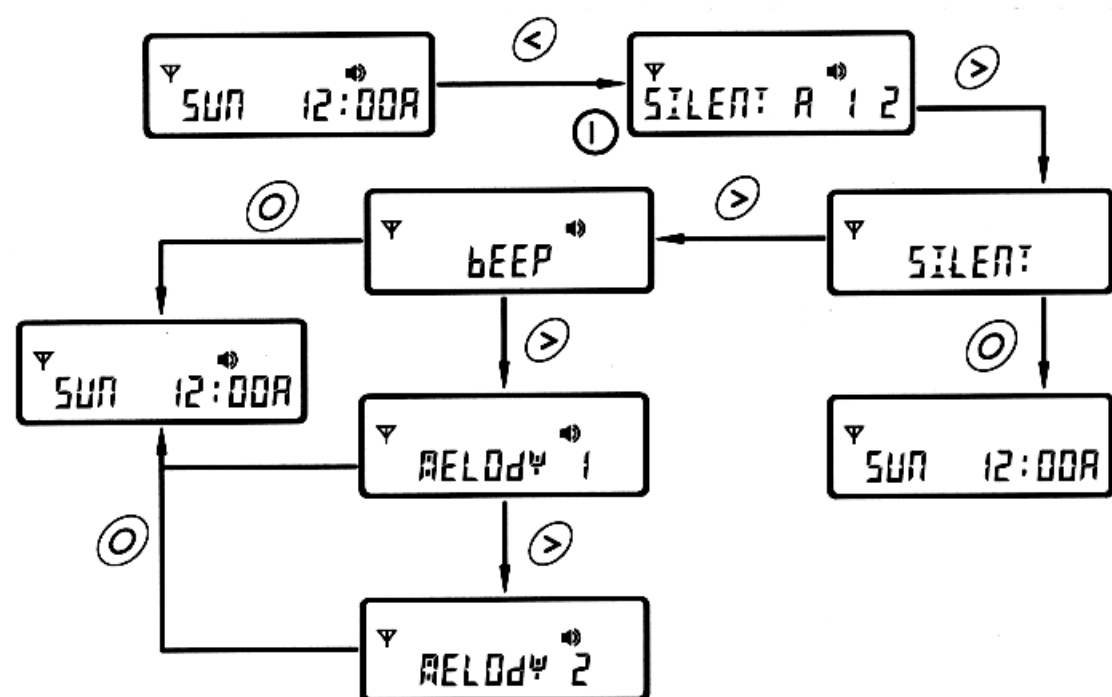 SUN 12:00A
SILENT A 1 2
bEEP
SILENT
SUN 12:00A
MELOdY 1
SUN 12:00A
MELOdY 2